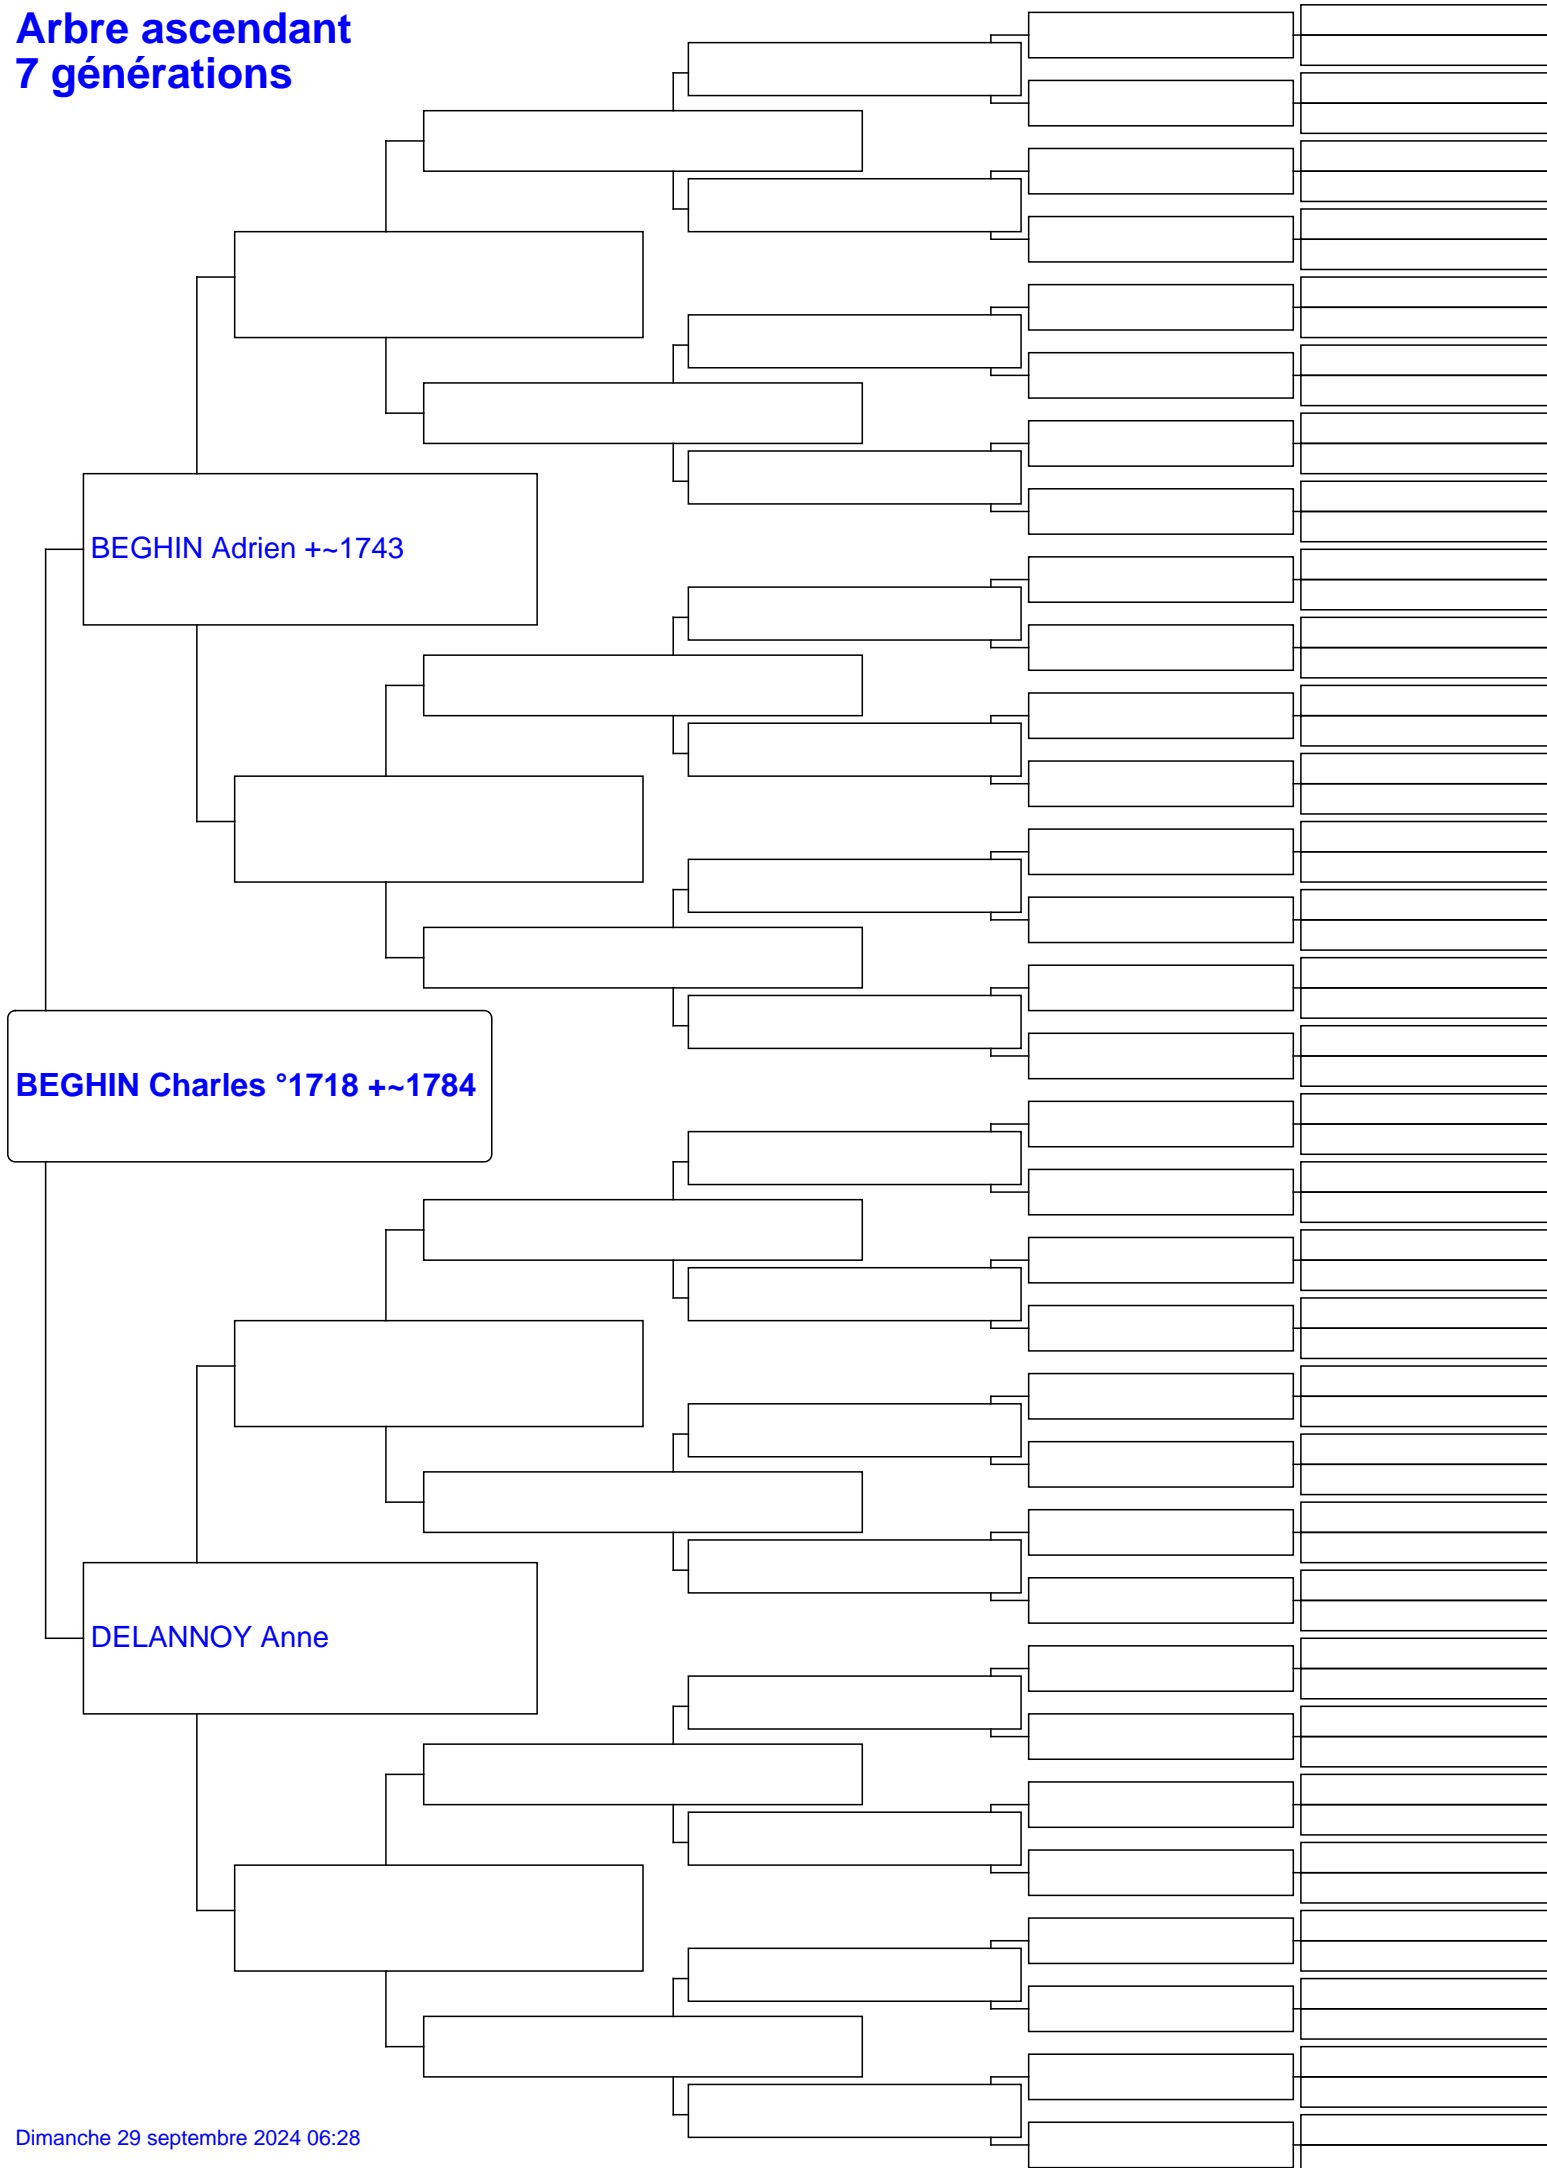 Arbre ascendant
7 générations
BEGHIN Adrien +~1743
BEGHIN Charles °1718 +~1784
DELANNOY Anne
Dimanche 29 septembre 2024 06:28